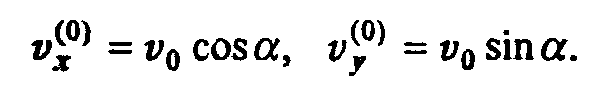 v_x^{(0)} = v_0 cos α, v_y^{(0)} = v_0 sin α.